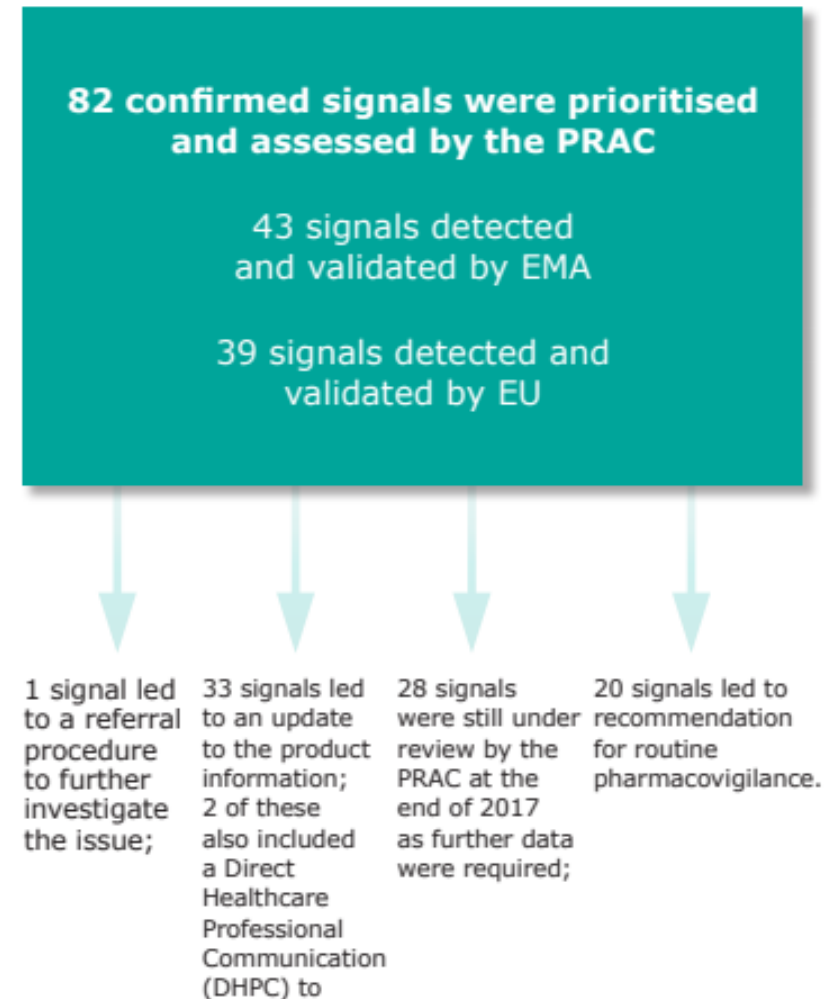 82 confirmed signals were prioritised
and assessed by the PRAC
43 signals detected
and validated by EMA
39 signals detected and
validated by EU
1 signal led
to a referral
procedure
to further
investigate
the issue;
33 signals led
to an update
to the product
information;
2 of these
also included
a Direct
Healthcare
Professional
Communication
(DHPC) to
28 signals
were still under
review by the
PRAC at the
end of 2017
as further data
were required;
20 signals led to
recommendation
for routine
pharmacovigilance.